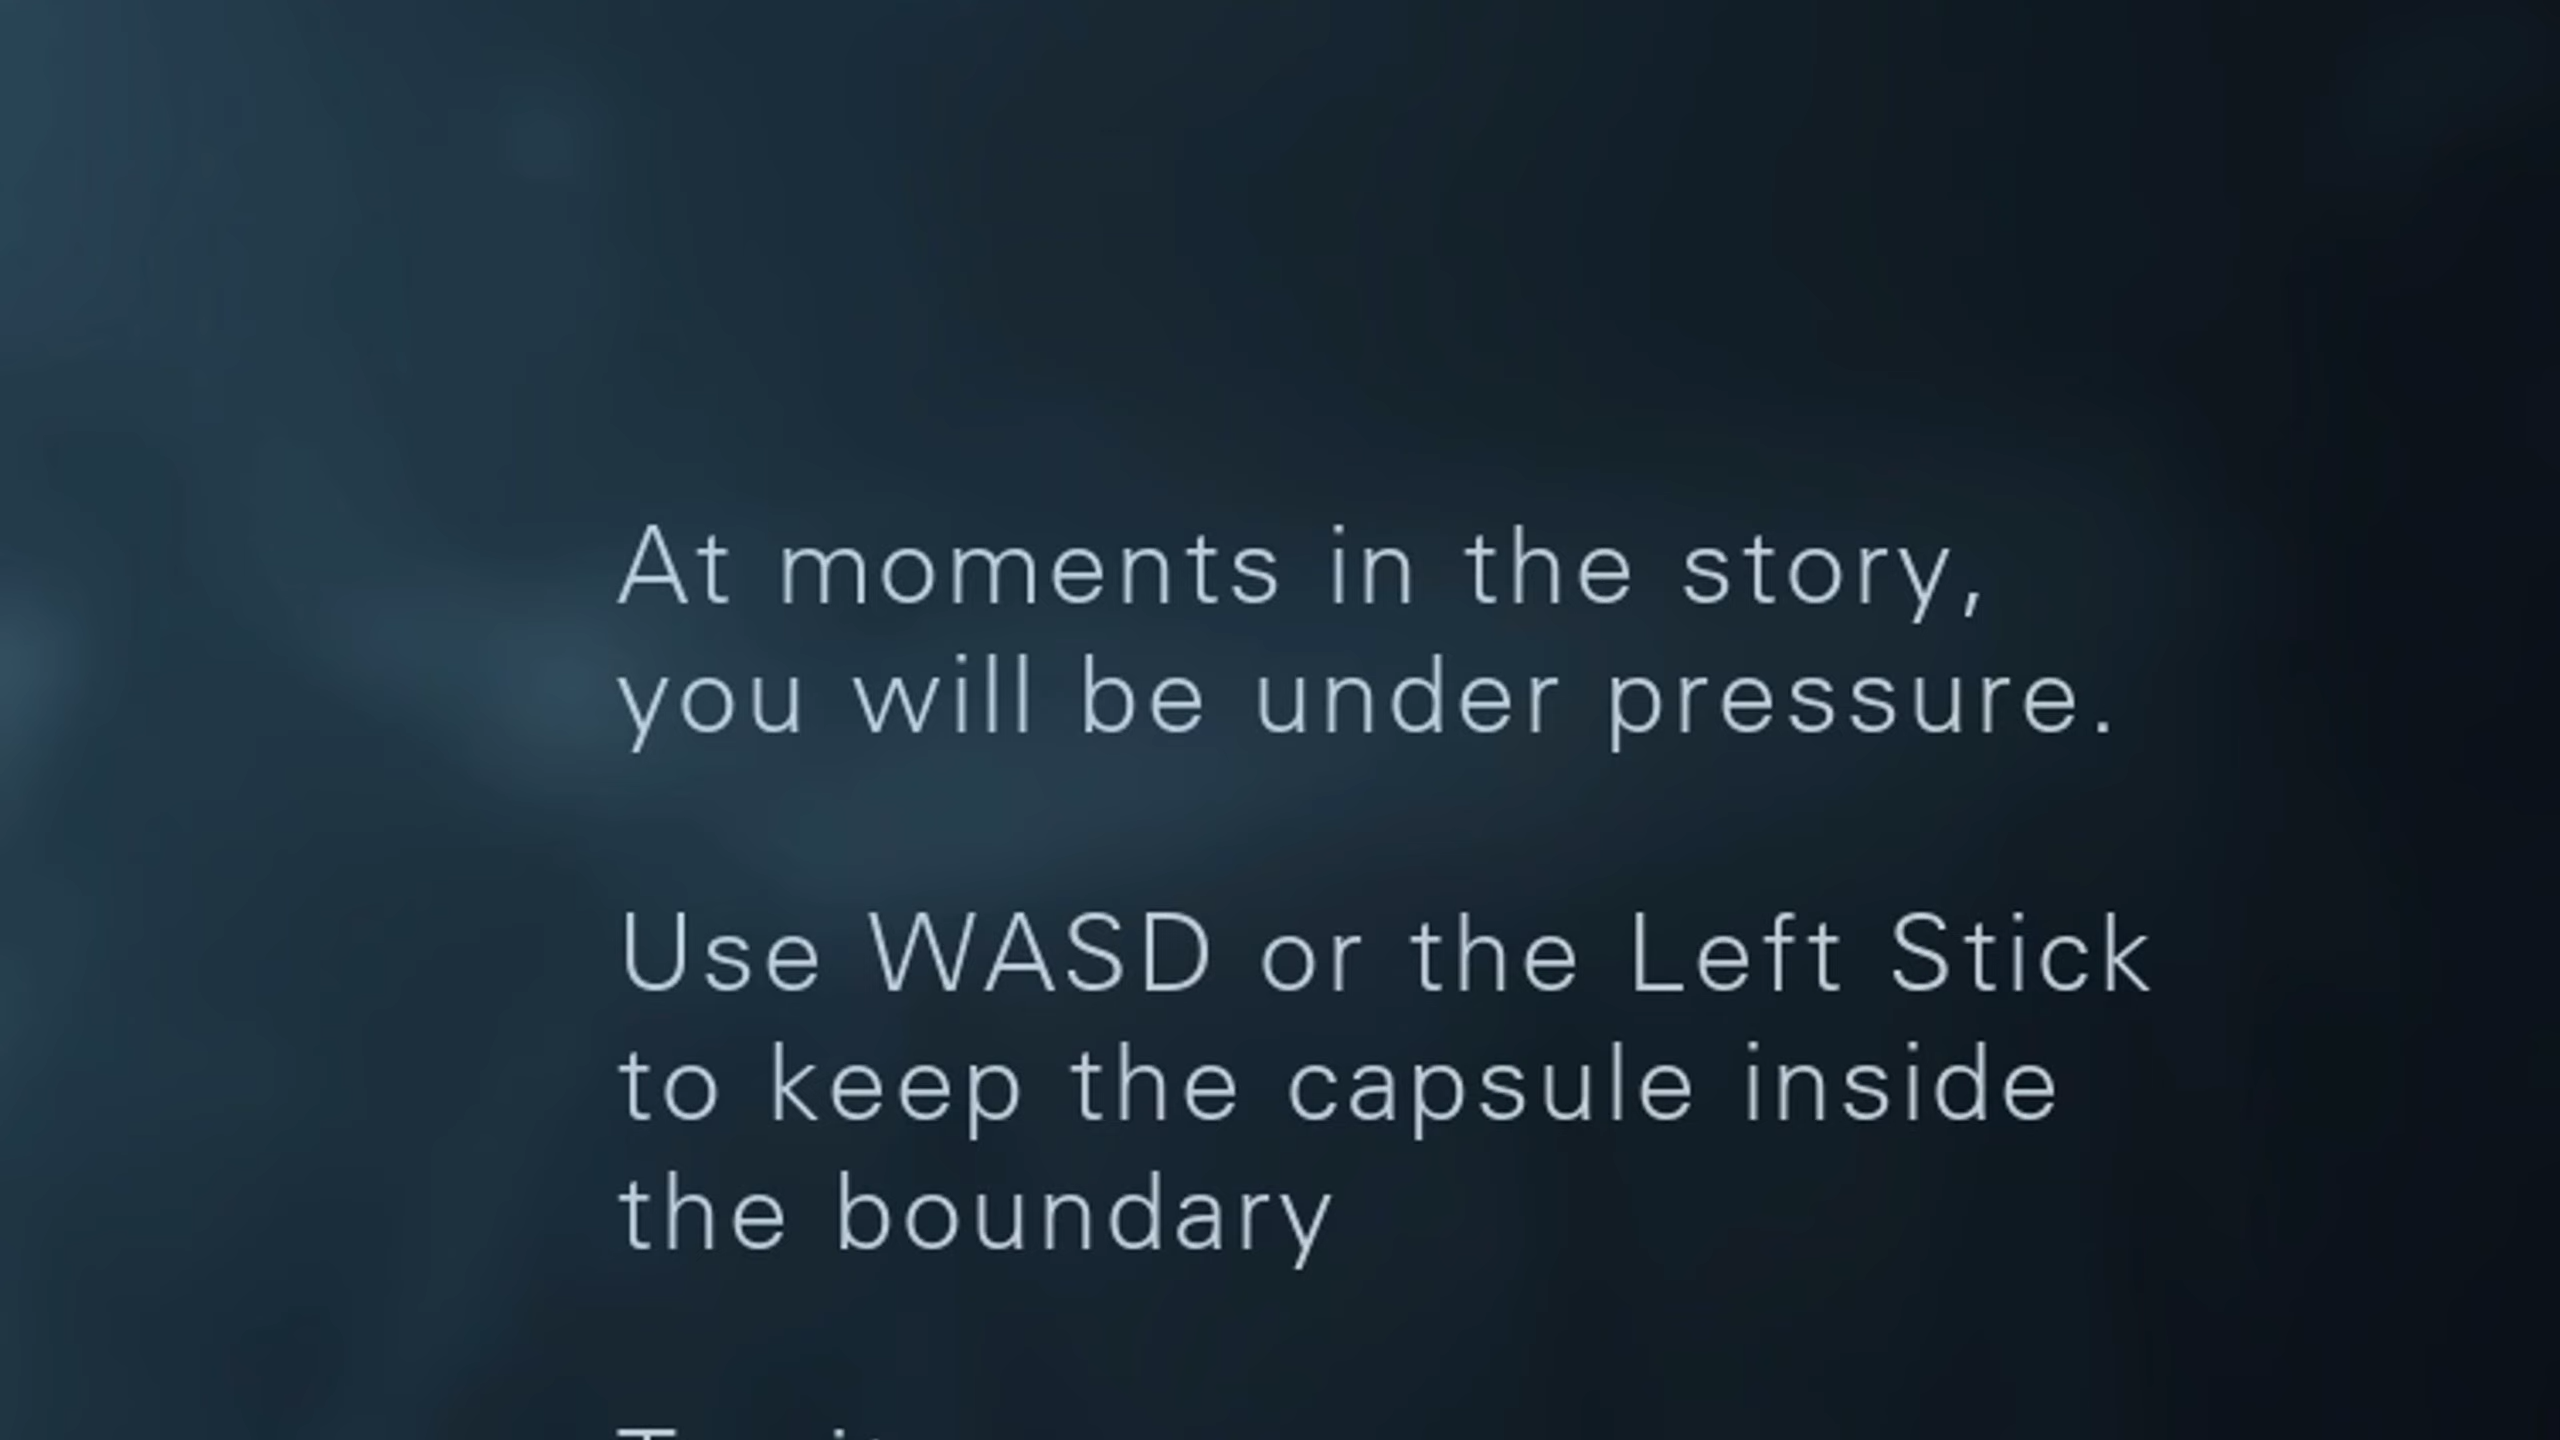 At moments in the story,
you will be under pressure.
Use WASD or the Left Stick
to keep the capsule inside
the boundary